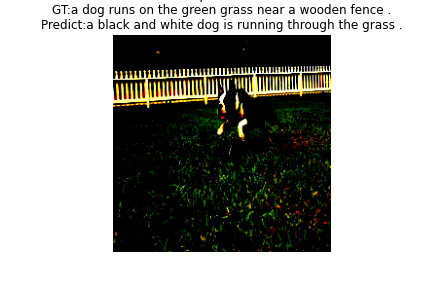 GT:a dog runs on the green grass near a wooden fence .
Predict:a black and white dog is running through the grass .